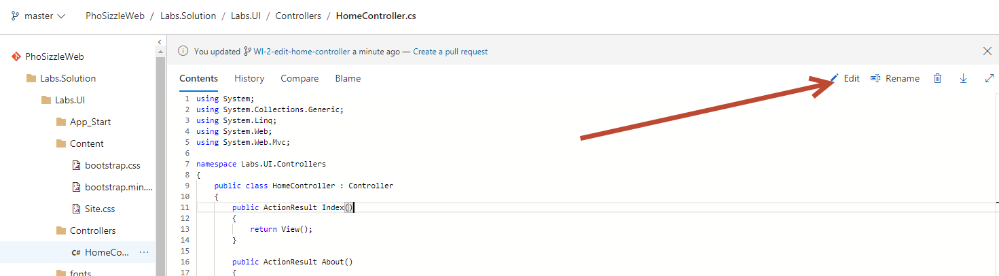 master PhoSizzleWeb / Labs.Solution / Labs.UI / Controllers / HomeController.cs
PhoSizzleWeb
Labs.Solution
Labs.UI
App_Start
Content
bootstrap.css
bootstrap.min....
Site.css
Controllers
C# HomeCo... ...
fonts
You updated WI-2-edit-home-controller a minute ago — Create a pull request
Contents History Compare Blame Edit Rename
1 using System;
2 using System.Collections.Generic;
3 using System.Linq;
4 using System.Web;
5 using System.Web.Mvc;
6
7 namespace Labs.UI.Controllers
8 {
9 public class HomeController : Controller
10 {
11 public ActionResult Index()
12 {
13 return View();
14 }
15
16 public ActionResult About()
17 {